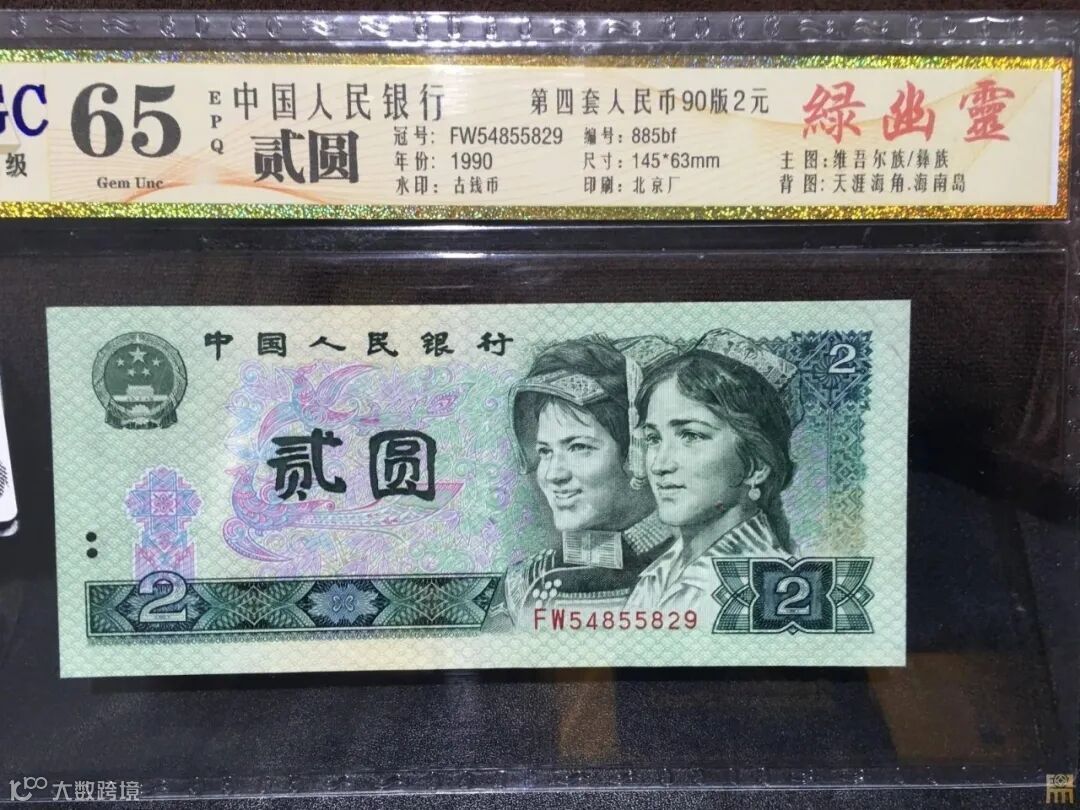 GC
级
65
Gem Unc
EPQ
中国人民银行
贰圆
冠号: FW54855829
年份: 1990
水印: 古钱币
第四套人民币90版2元
编号: 885bf
尺寸: 145*63mm
印刷: 北京厂
綠幽靈
主图: 维吾尔族/彝族
背图: 天涯海角.海南岛
中国人民银行
2
贰圆
2
FW54855829
2
大数跨境